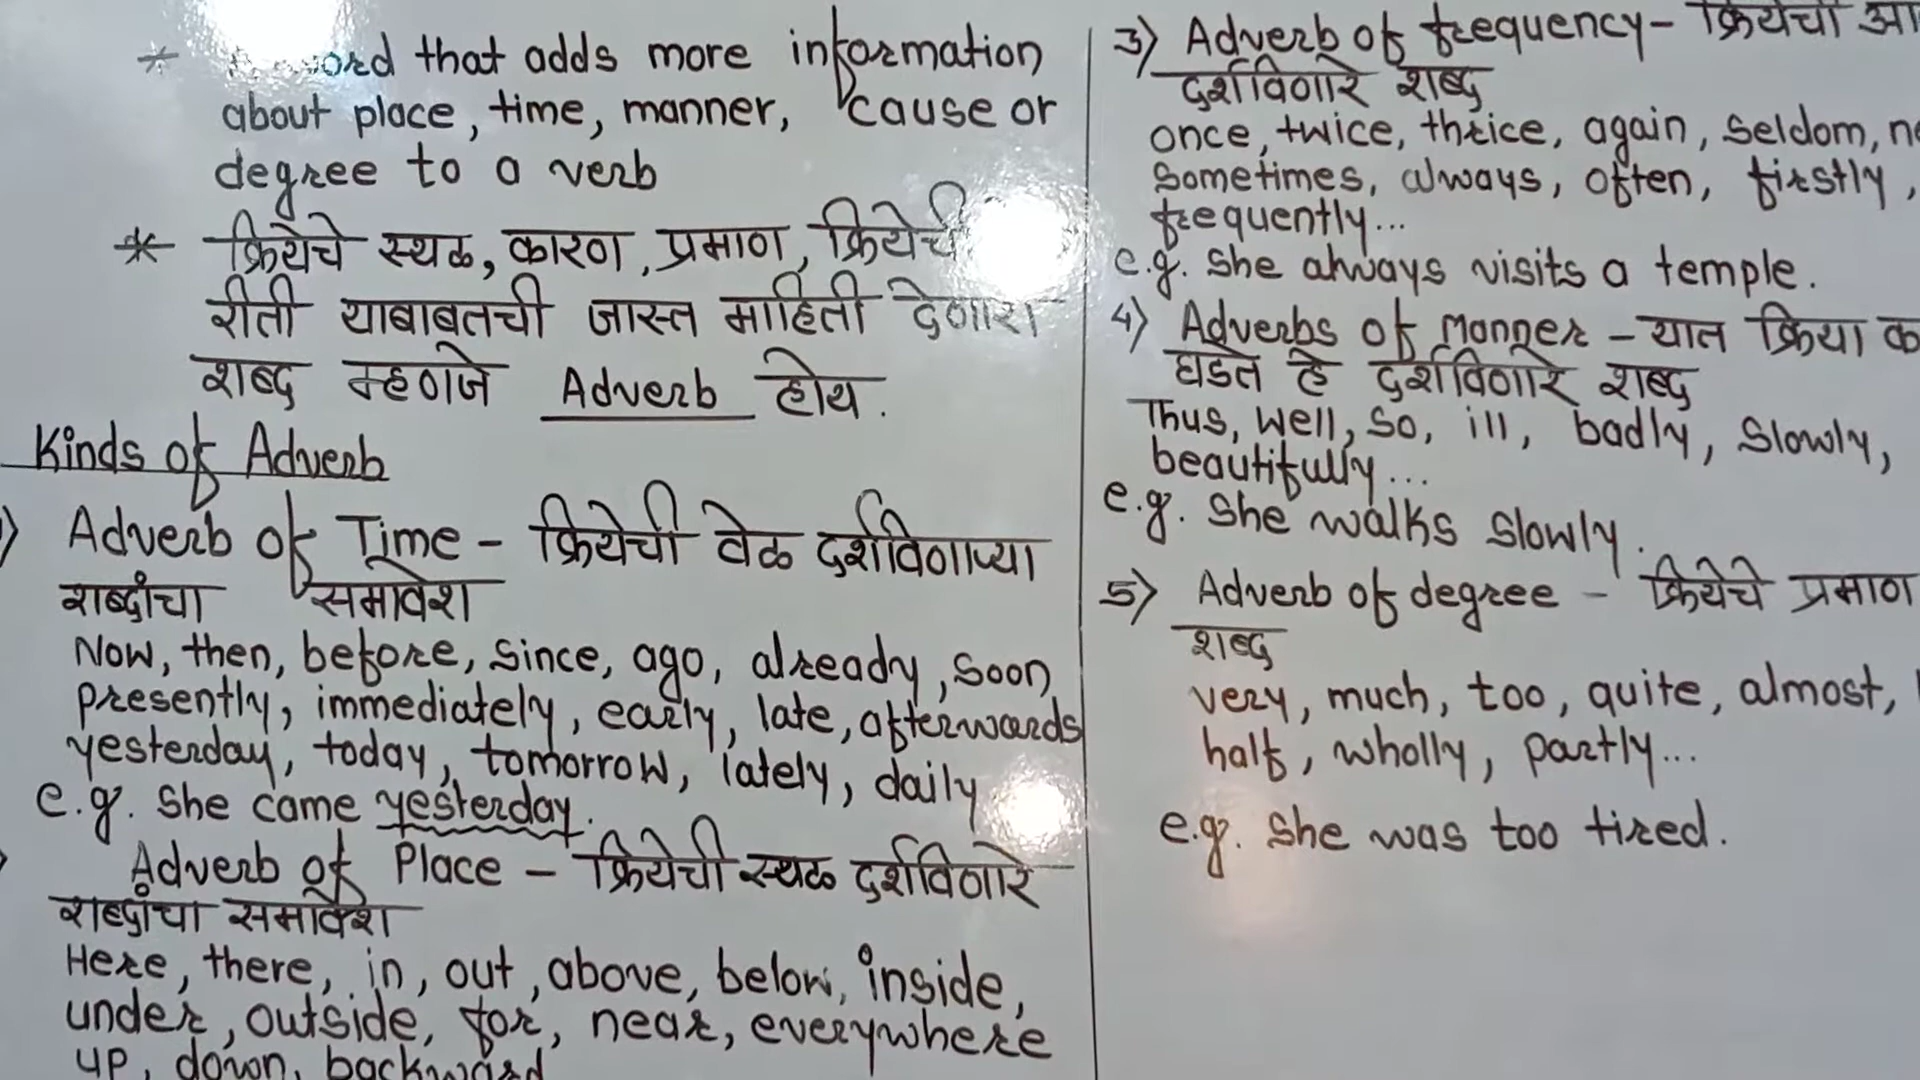 * word that adds more information
about place, time, manner, cause or
degree to a verb
* क्रियेचे स्थळ, कारण, प्रमाण, क्रियेची
रीती याबाबतची जास्त माहिती देणारा
शब्द म्हणजे Adverb होय.
Kinds of Adverb
Adverb of Time - क्रियेची वेळ दर्शविणाऱ्या
शब्दांचा समावेश
Now, then, before, since, ago, already, soon
presently, immediately, early, late, afterwards
yesterday, today, tomorrow, lately, daily
e.g. She came yesterday.
Adverb of Place - क्रियेची स्थळ दर्शविणारे
शब्दांचा समावेश
Here, there, in, out, above, below, inside,
under, outside, for, near, everywhere
up, down, backward
3) Adverb of frequency - क्रियेची
दर्शविणारे शब्द
once, twice, thrice, again, seldom,
Sometimes, always, often, firstly,
frequently...
e.g. She always visits a temple.
4) Adverbs of Manner - यात क्रिया
घडते हे दर्शविणारे शब्द
Thus, well, so, ill, badly, slowly,
beautifully...
e.g. She walks slowly.
5) Adverb of degree - क्रियेचे प्रमाण
शब्द
very, much, too, quite, almost,
half, wholly, partly...
e.g. She was too tired.